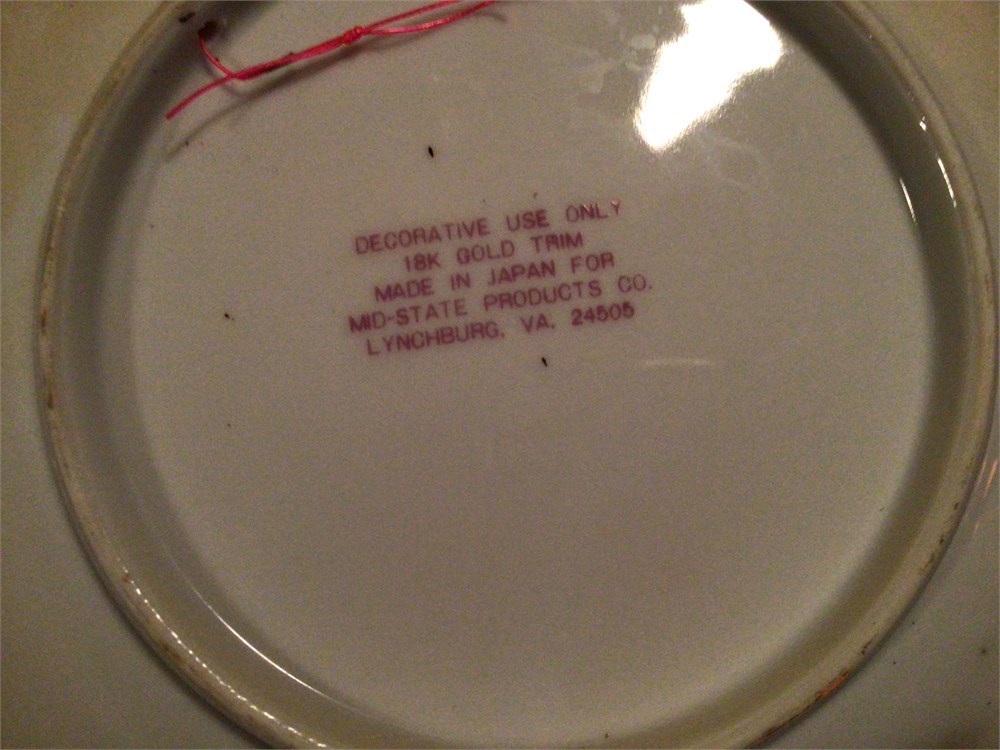 DECORATIVE USE ONLY
18K GOLD TRIM
MADE IN JAPAN FOR
MID-STATE PRODUCTS CO.
LYNCHBURG, VA. 24505